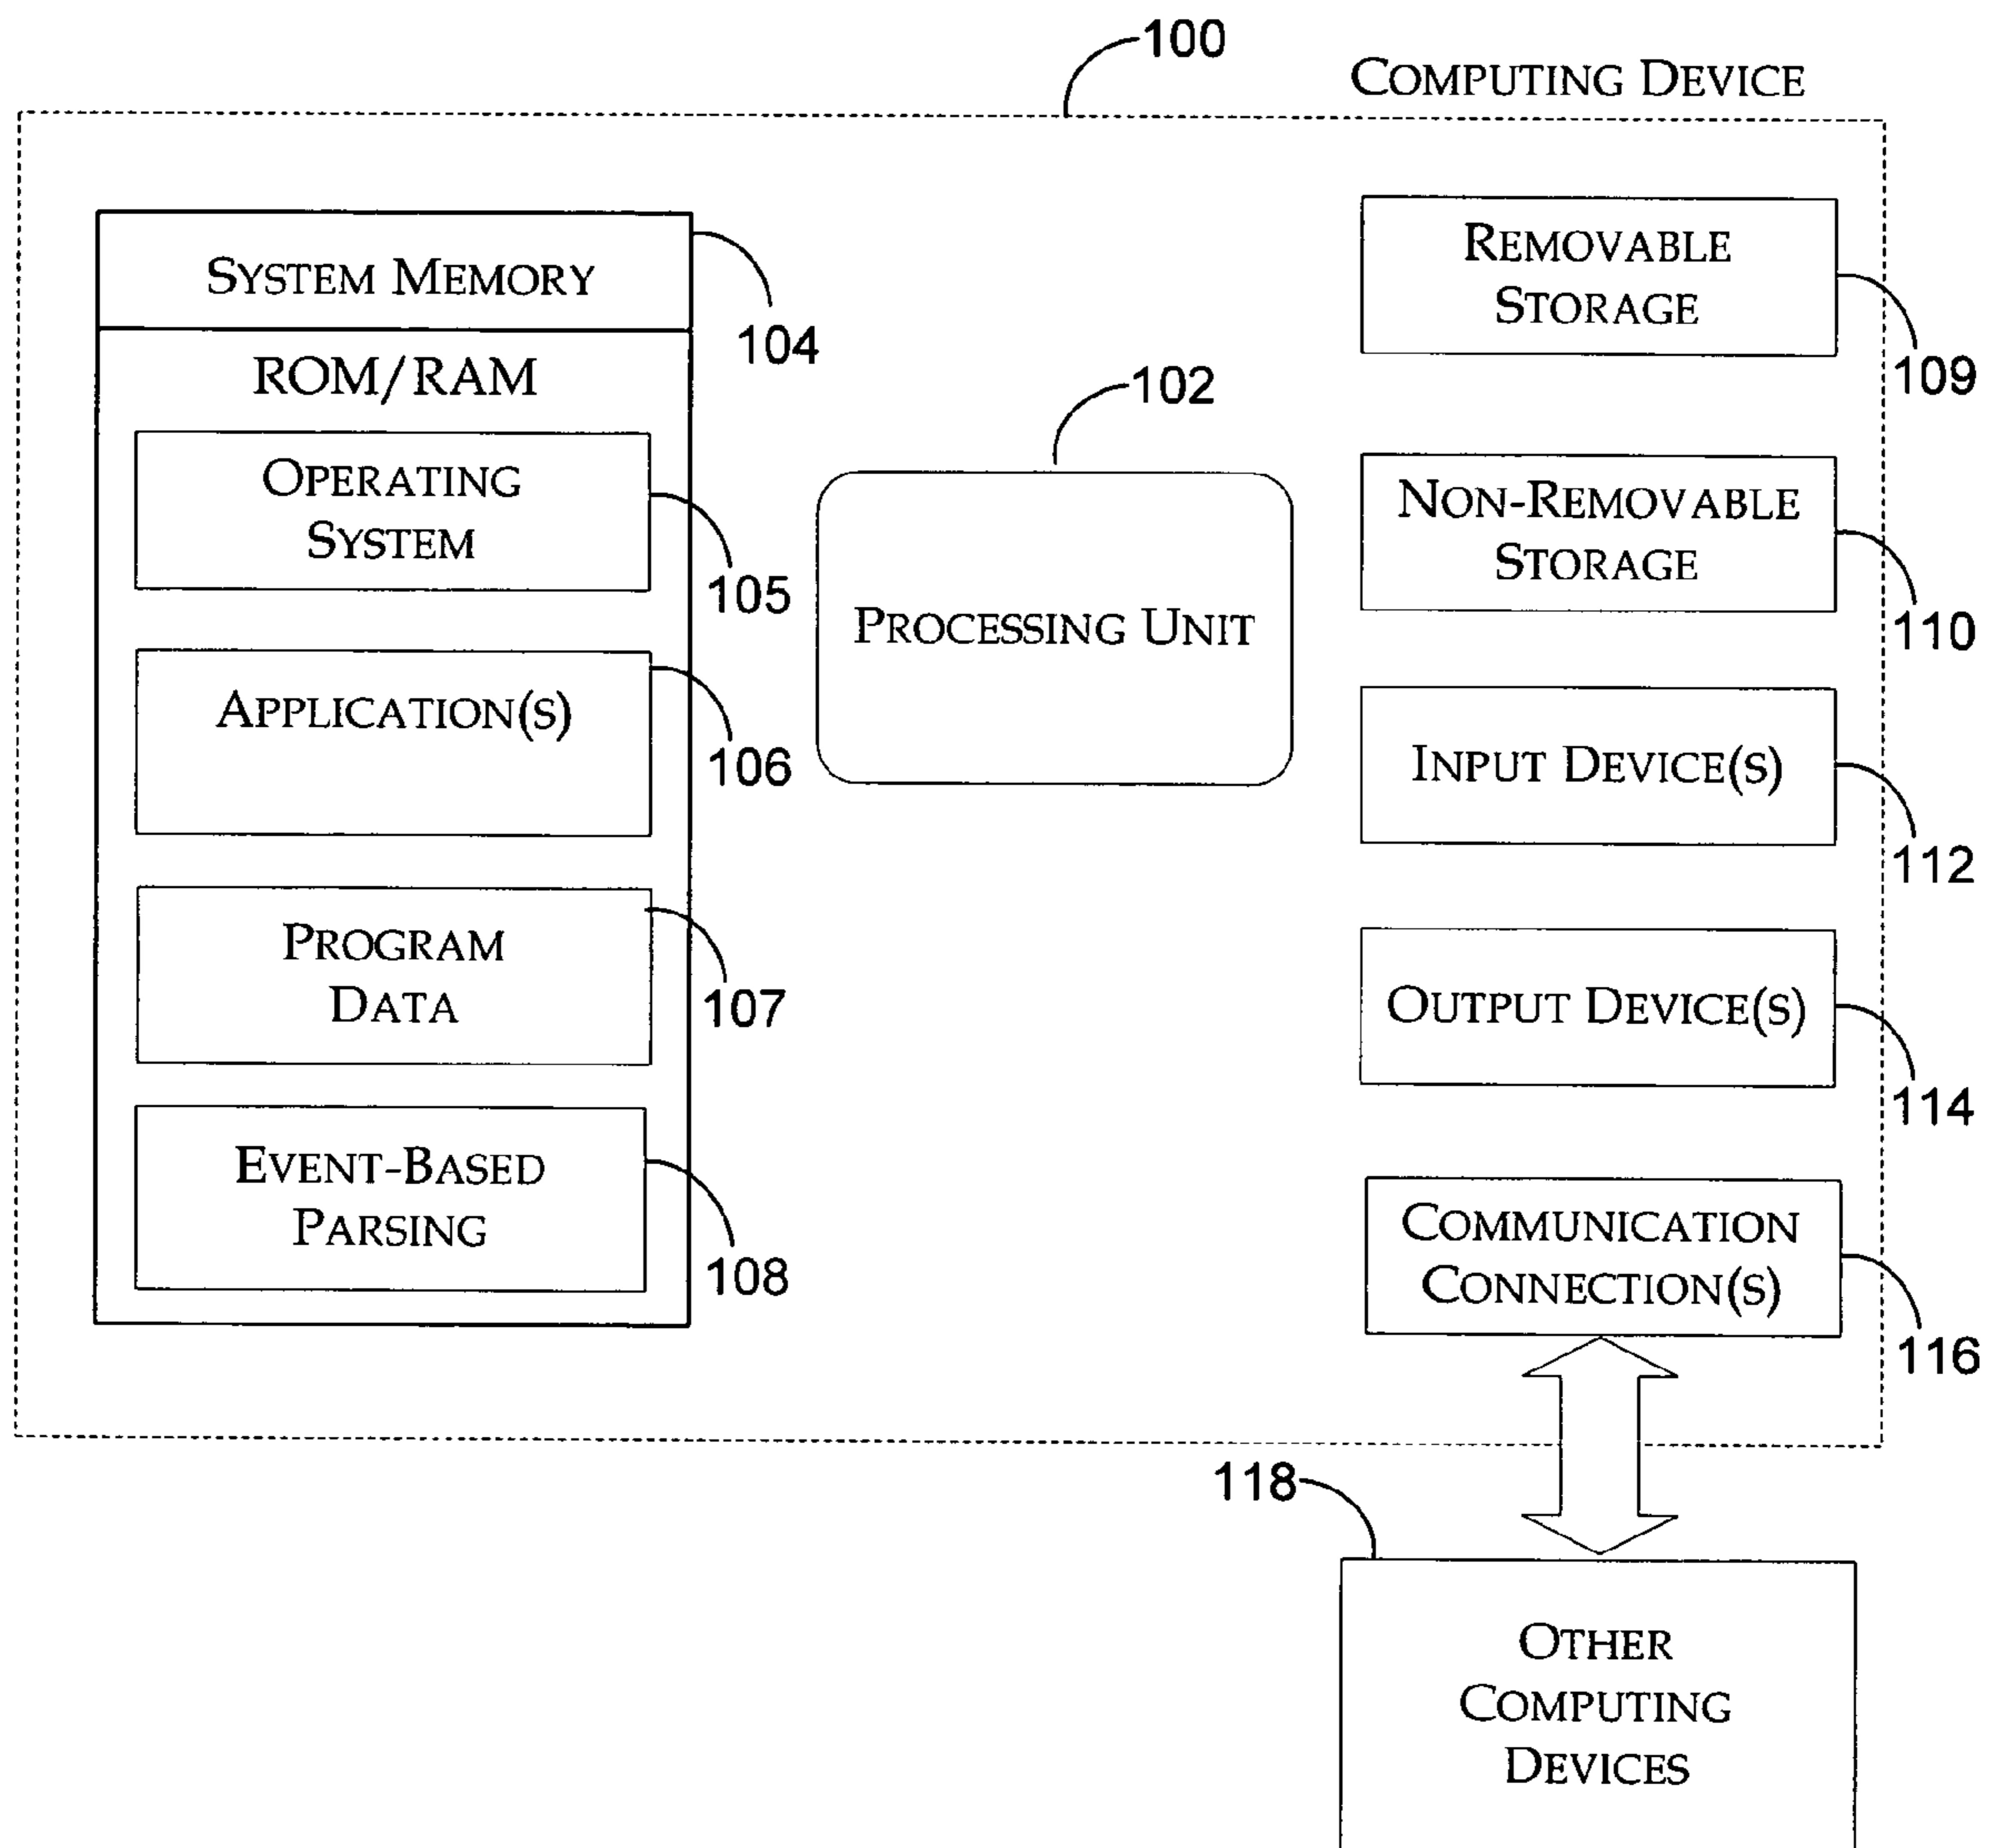 100
COMPUTING DEVICE
SYSTEM MEMORY
104
ROM/RAM
OPERATING
SYSTEM
105
APPLICATION(S)
106
PROGRAM
DATA
107
EVENT-BASED
PARSING
108
102
PROCESSING UNIT
REMOVABLE
STORAGE
109
NON-REMOVABLE
STORAGE
110
INPUT DEVICE(S)
112
OUTPUT DEVICE(S)
114
COMMUNICATION
CONNECTION(S)
116
118
OTHER
COMPUTING
DEVICES